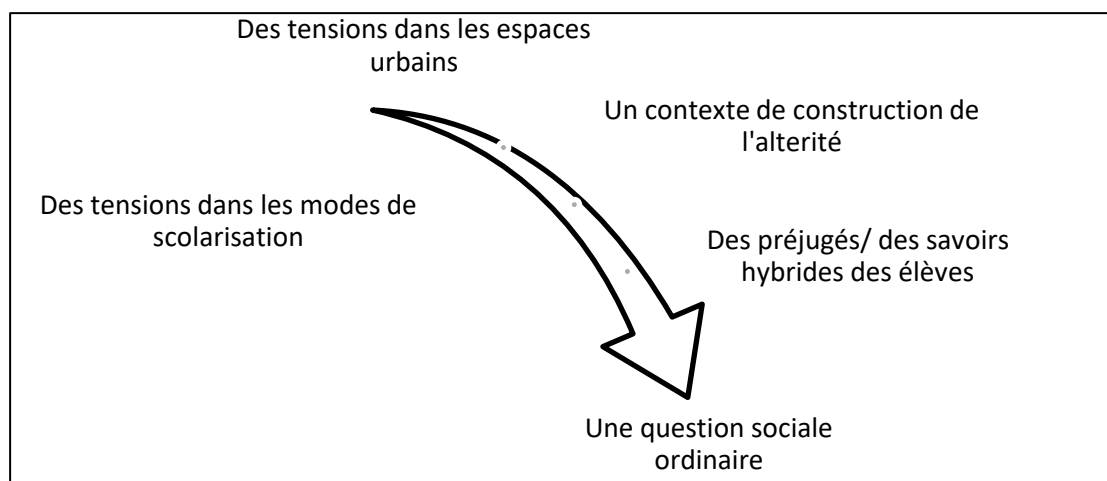 Des tensions dans les espaces
urbains
Un contexte de construction de
l'alterité
Des tensions dans les modes de
scolarisation
Des préjugés/ des savoirs
hybrides des élèves
Une question sociale
ordinaire